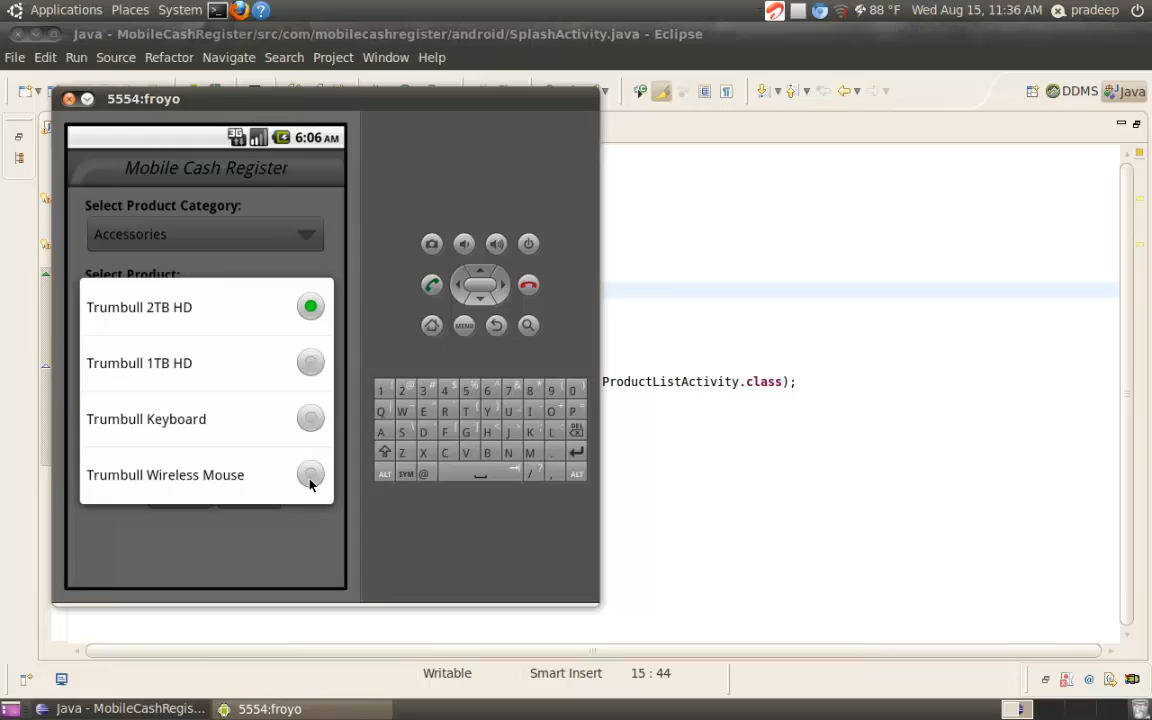 Applications Places System 88 °F Wed Aug 15, 11:36 AM pradeep
Java - MobileCashRegister/src/com/mobilecashregister/android/SplashActivity.java - Eclipse
File Edit Run Source Refactor Navigate Search Project Window Help
5554:froyo
DDMS Java
6:06 AM
Mobile Cash Register
Select Product Category:
Accessories
Select Product:
Trumbull 2TB HD
Trumbull 1TB HD
Trumbull Keyboard
Trumbull Wireless Mouse
MENU
1 2 3 4 5 6 7 8 9 0
Q W E R T Y U I O P
A S D F G H J K L DEL
Z X C V B N M .
ALT SYM @ / ? , ALT
ProductListActivity.class);
Writable Smart Insert 15 : 44
Java - MobileCashRegis... 5554:froyo